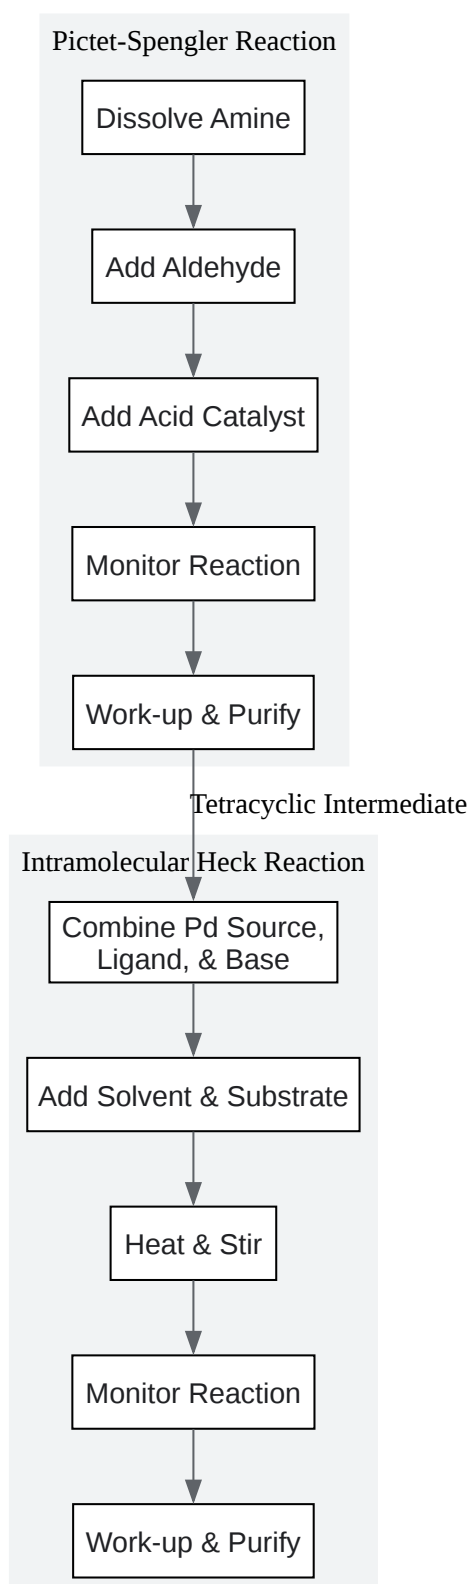 Pictet-Spengler Reaction
Dissolve Amine
Add Aldehyde
Add Acid Catalyst
Monitor Reaction
Work-up & Purify
Tetracyclic Intermediate
Intramolecular Heck Reaction
Combine Pd Source,
Ligand, & Base
Add Solvent & Substrate
Heat & Stir
Monitor Reaction
Work-up & Purify